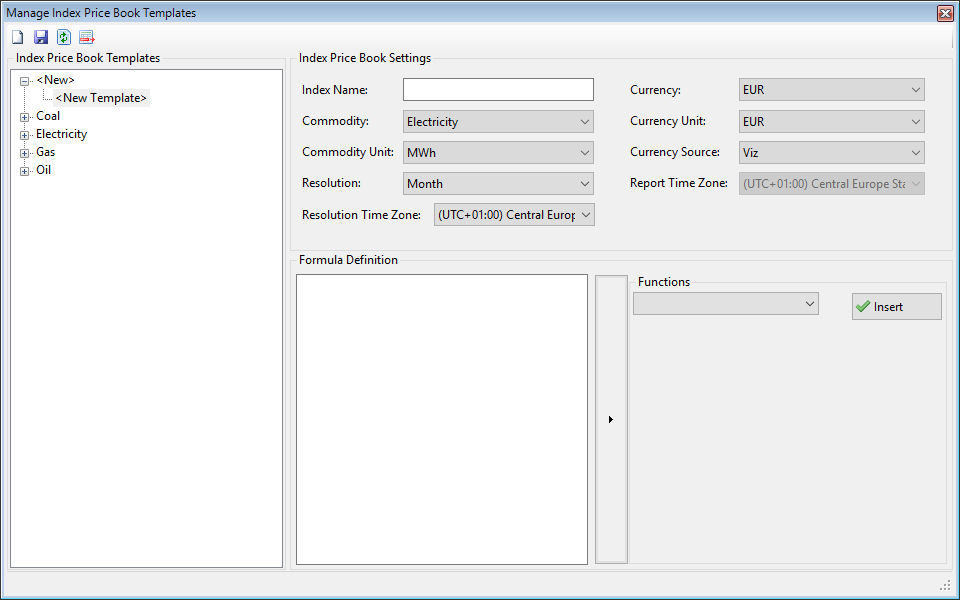 Manage Index Price Book Templates
Index Price Book Templates
<New>
<New Template>
Coal
Electricity
Gas
Oil
Index Price Book Settings
Index Name:
Commodity: Electricity
Commodity Unit: MWh
Resolution: Month
Resolution Time Zone: (UTC+01:00) Central Europ
Currency: EUR
Currency Unit: EUR
Currency Source: Viz
Report Time Zone: (UTC+01:00) Central Europe Sta
Formula Definition
Functions
Insert